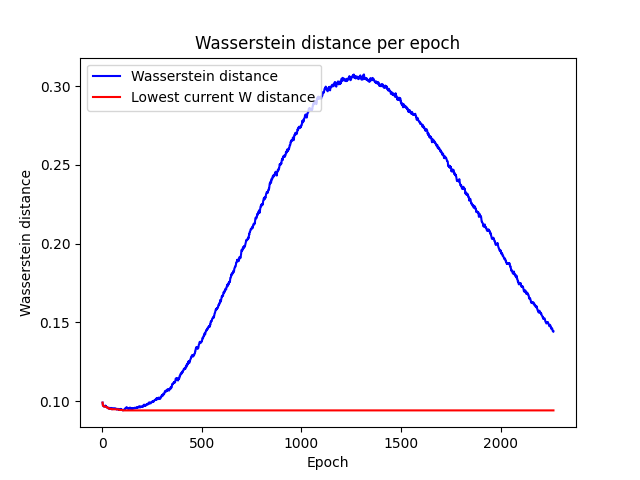 Wasserstein distance per epoch
Wasserstein distance
Lowest current W distance
Wasserstein distance
0.30
0.25
0.20
0.15
0.10
0
500
1000
1500
2000
Epoch